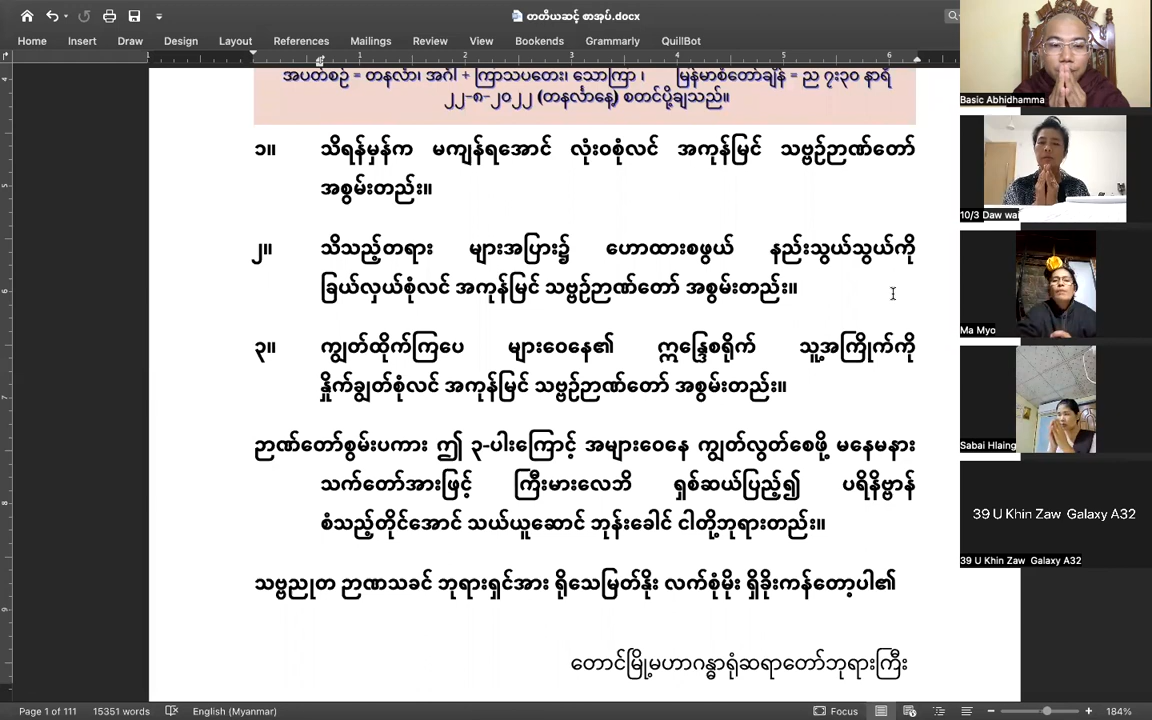 တတိယဆင့် စာအုပ်.docx
Home Insert Draw Design Layout References Mailings Review View Bookends Grammarly QuillBot
အပတ်စဉ် = တနင်္လာ၊ အင်္ဂါ + ကြာသပတေး၊ သောကြာ ၊ မြန်မာစံတော်ချိန် = ည ၇း၃၀ နာရီ
၂၂-၈-၂၀၂၂ (တနင်္လာနေ့) စတင်ပို့ချသည်။
၁။ သိရန်မှန်က မကျန်ရအောင် လုံးဝစုံလင် အကုန်မြင် သဗ္ဗဉ်ဉာဏ်တော်
အစွမ်းတည်း။
၂။ သိသည့်တရား များအပြား၌ ဟောထားစဖွယ် နည်းသွယ်သွယ်ကို
ခြယ်လှယ်စုံလင် အကုန်မြင် သဗ္ဗဉ်ဉာဏ်တော် အစွမ်းတည်း။
၃။ ကျွတ်ထိုက်ကြပေ များဝေနေ၏ ဣန္ဒြေစရိုက် သူ့အကြိုက်ကို
နှိုက်ချွတ်စုံလင် အကုန်မြင် သဗ္ဗဉ်ဉာဏ်တော် အစွမ်းတည်း။
ဉာဏ်တော်စွမ်းပကား ဤ ၃-ပါးကြောင့် အများဝေနေ ကျွတ်လွတ်စေဖို့ မနေမနား
သက်တော်အားဖြင့် ကြီးမားလေဘိ ရှစ်ဆယ်ပြည့်၍ ပရိနိဗ္ဗာန်
စံသည့်တိုင်အောင် သယ်ယူဆောင် ဘုန်းခေါင် ငါတို့ဘုရားတည်း။
သဗ္ဗညုတ ဉာဏသခင် ဘုရားရှင်အား ရိုသေမြတ်နိုး လက်စုံမိုး ရှိခိုးကန်တော့ပါ၏
တောင်မြို့မဟာဂန္ဓာရုံဆရာတော်ဘုရားကြီး
Page 1 of 111 15351 words English (Myanmar) Focus 184%
Basic Abhidhamma
10/3 Daw wai
Ma Myo
Sabai Hlaing
39 U Khin Zaw Galaxy A32
39 U Khin Zaw Galaxy A32